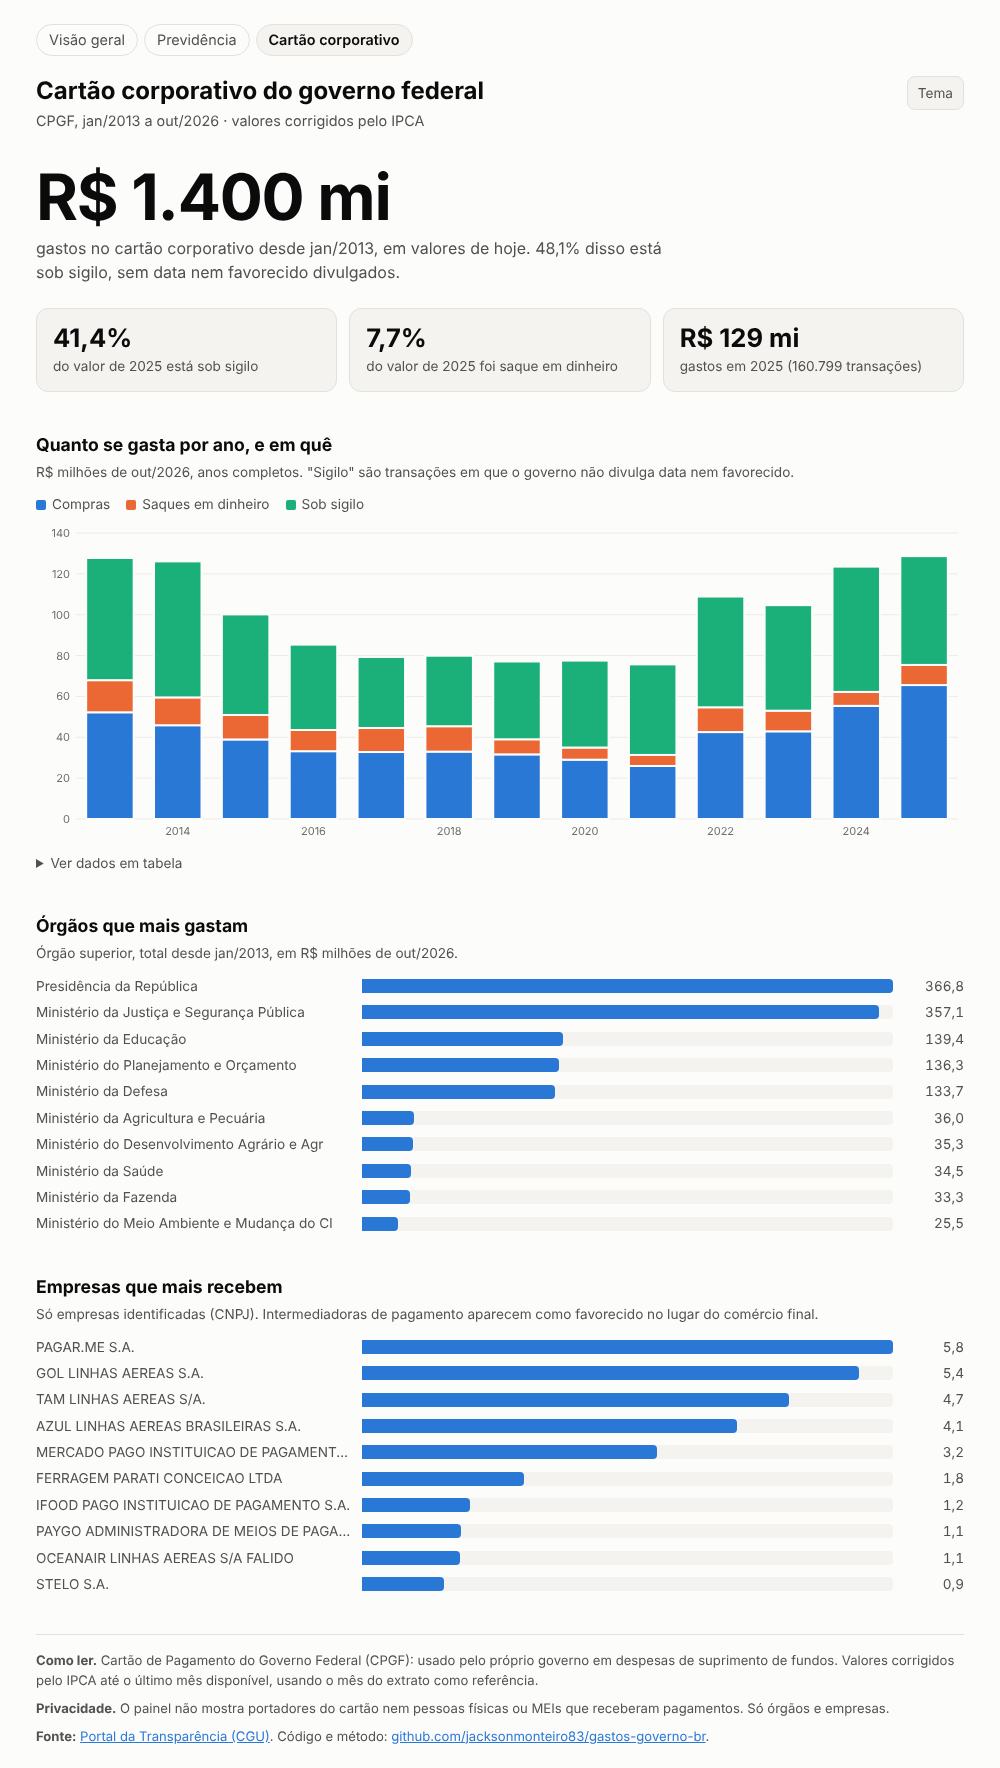 Visão geral
Previdência
Cartão corporativo
Cartão corporativo do governo federal
Tema
CPGF, jan/2013 a out/2026 · valores corrigidos pelo IPCA
R$ 1.400 mi
gastos no cartão corporativo desde jan/2013, em valores de hoje. 48,1% disso está
sob sigilo, sem data nem favorecido divulgados.
41,4%
do valor de 2025 está sob sigilo
7,7%
do valor de 2025 foi saque em dinheiro
R$ 129 mi
gastos em 2025 (160.799 transações)
Quanto se gasta por ano, e em quê
R$ milhões de out/2026, anos completos. "Sigilo" são transações em que o governo não divulga data nem favorecido.
Compras
Saques em dinheiro
Sob sigilo
140
120
100
80
60
40
20
0
2014
2016
2018
2020
2022
2024
▶ Ver dados em tabela
Órgãos que mais gastam
Órgão superior, total desde jan/2013, em R$ milhões de out/2026.
Presidência da República 366,8
Ministério da Justiça e Segurança Pública 357,1
Ministério da Educação 139,4
Ministério do Planejamento e Orçamento 136,3
Ministério da Defesa 133,7
Ministério da Agricultura e Pecuária 36,0
Ministério do Desenvolvimento Agrário e Agr 35,3
Ministério da Saúde 34,5
Ministério da Fazenda 33,3
Ministério do Meio Ambiente e Mudança do Cl 25,5
Empresas que mais recebem
Só empresas identificadas (CNPJ). Intermediadoras de pagamento aparecem como favorecido no lugar do comércio final.
PAGAR.ME S.A. 5,8
GOL LINHAS AEREAS S.A. 5,4
TAM LINHAS AEREAS S/A. 4,7
AZUL LINHAS AEREAS BRASILEIRAS S.A. 4,1
MERCADO PAGO INSTITUICAO DE PAGAMENT... 3,2
FERRAGEM PARATI CONCEICAO LTDA 1,8
IFOOD PAGO INSTITUICAO DE PAGAMENTO S.A. 1,2
PAYGO ADMINISTRADORA DE MEIOS DE PAGA... 1,1
OCEANAIR LINHAS AEREAS S/A FALIDO 1,1
STELO S.A. 0,9
Como ler. Cartão de Pagamento do Governo Federal (CPGF): usado pelo próprio governo em despesas de suprimento de fundos. Valores corrigidos
pelo IPCA até o último mês disponível, usando o mês do extrato como referência.
Privacidade. O painel não mostra portadores do cartão nem pessoas físicas ou MEIs que receberam pagamentos. Só órgãos e empresas.
Fonte: Portal da Transparência (CGU). Código e método: github.com/jacksonmonteiro83/gastos-governo-br.